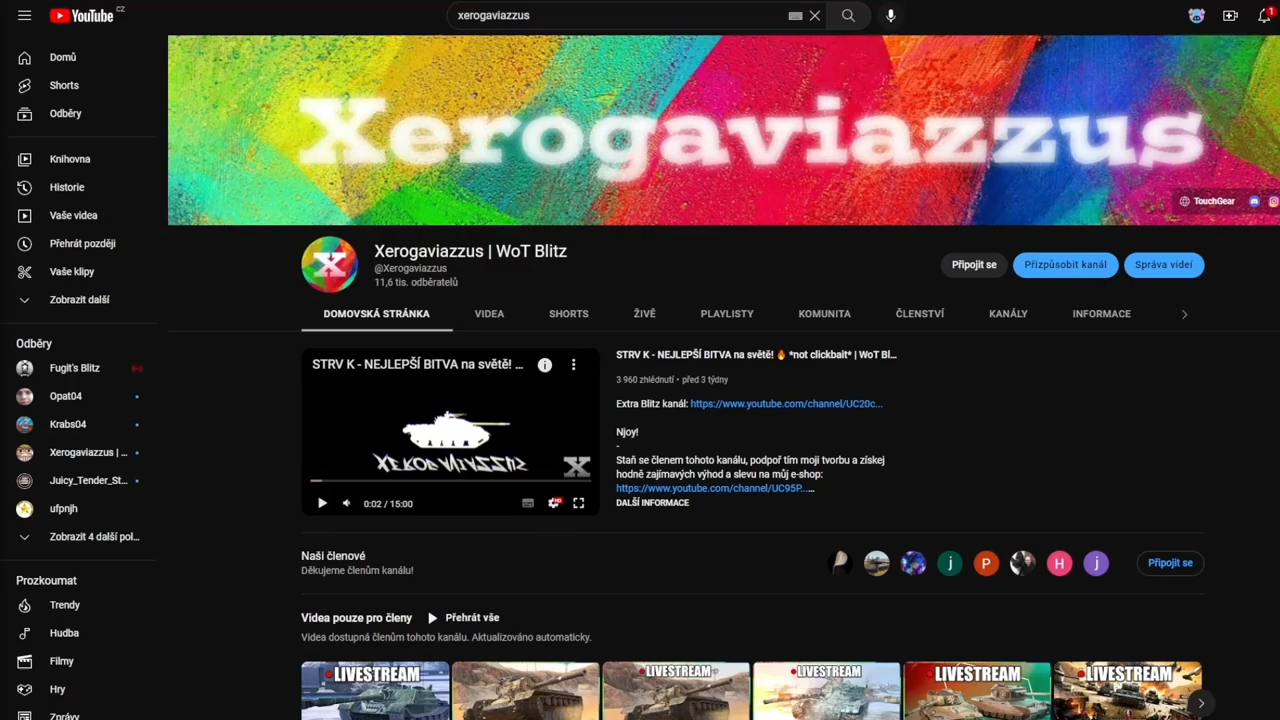 YouTube CZ
xerogaviazzus
1
Domů
Shorts
Odběry
Knihovna
Historie
Vaše videa
Přehrát později
Vaše klipy
Zobrazit další
Odběry
Fugit's Blitz
Opat04
Krabs04
Xerogaviazzus | ...
Juicy_Tender_St...
ufpnjh
Zobrazit 4 další pol...
Prozkoumat
Trendy
Hudba
Filmy
Hry
Zprávy
Xerogaviazzus
TouchGear
X
Xerogaviazzus | WoT Blitz
@Xerogaviazzus
11,6 tis. odběratelů
Připojit se
Přizpůsobit kanál
Správa videí
DOMOVSKÁ STRÁNKA
VIDEA
SHORTS
ŽIVĚ
PLAYLISTY
KOMUNITA
ČLENSTVÍ
KANÁLY
INFORMACE
STRV K - NEJLEPŠÍ BITVA na světě! ...
XEROGAVIAZZUS
X
0:02 / 15:00
HD
STRV K - NEJLEPŠÍ BITVA na světě! 🔥 *not clickbait* | WoT Bl...
3 960 zhlédnutí • před 3 týdny
Extra Blitz kanál: https://www.youtube.com/channel/UC20c...
Njoy!
-
Staň se členem tohoto kanálu, podpoř tím moji tvorbu a získej
hodně zajímavých výhod a slevu na můj e-shop:
https://www.youtube.com/channel/UC95P...…
DALŠÍ INFORMACE
Naši členové
Děkujeme členům kanálu!
j
P
H
j
Připojit se
Videa pouze pro členy
Přehrát vše
Videa dostupná členům tohoto kanálu. Aktualizováno automaticky.
LIVESTREAM
LIVESTREAM
LIVESTREAM
LIVESTREAM
LIVESTREAM